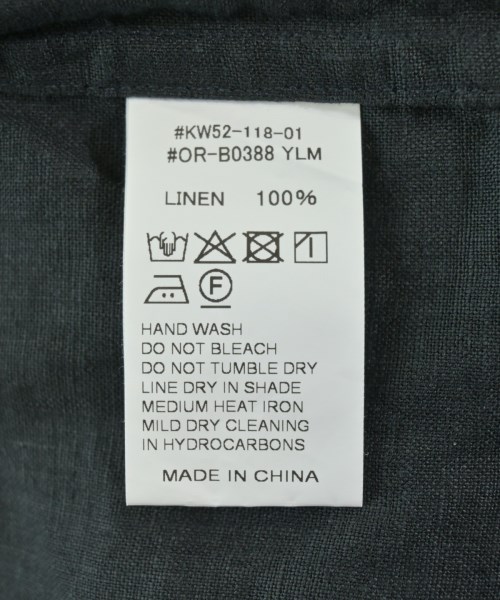 #KW52-118-01
#OR-B0388 YLM
LINEN 100%
F
HAND WASH
DO NOT BLEACH
DO NOT TUMBLE DRY
LINE DRY IN SHADE
MEDIUM HEAT IRON
MILD DRY CLEANING
IN HYDROCARBONS
MADE IN CHINA